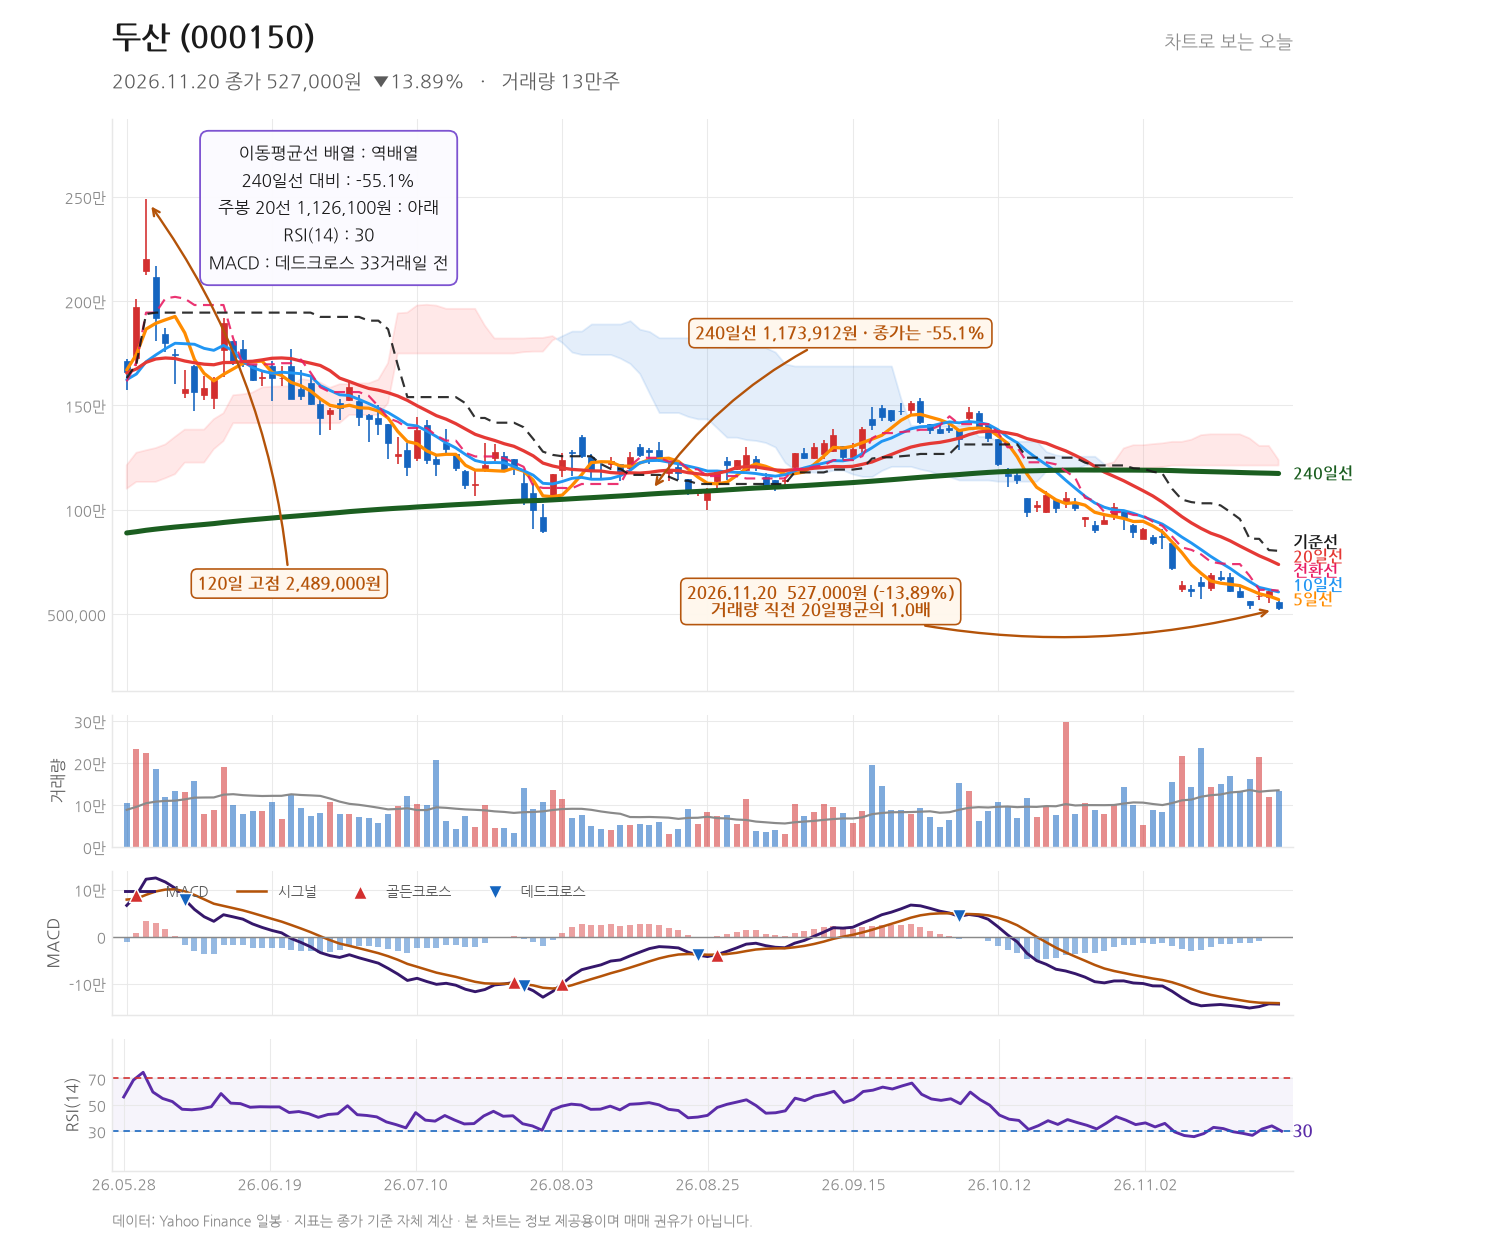 두산 (000150)
차트로 보는 오늘
2026.11.20 종가 527,000원 ▼13.89% · 거래량 13만주
이동평균선 배열 : 역배열
240일선 대비 : -55.1%
주봉 20선 1,126,100원 : 아래
RSI(14) : 30
MACD : 데드크로스 33거래일 전
250만
200만
150만
100만
500,000
240일선 1,173,912원 · 종가는 -55.1%
120일 고점 2,489,000원
2026.11.20 527,000원 (-13.89%)
거래량 직전 20일평균의 1.0배
240일선
기준선
20일선
전환선
10일선
5일선
거래량
30만
20만
10만
0만
MACD
10만
0
-10만
MACD
시그널
골든크로스
데드크로스
RSI(14)
70
50
30
30
26.05.28
26.06.19
26.07.10
26.08.03
26.08.25
26.09.15
26.10.12
26.11.02
데이터: Yahoo Finance 일봉 · 지표는 종가 기준 자체 계산 · 본 차트는 정보 제공용이며 매매 권유가 아닙니다.